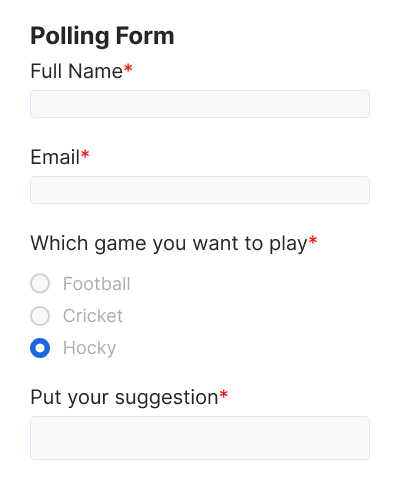 Polling Form
Full Name*
Email*
Which game you want to play*
Football
Cricket
Hocky
Put your suggestion*